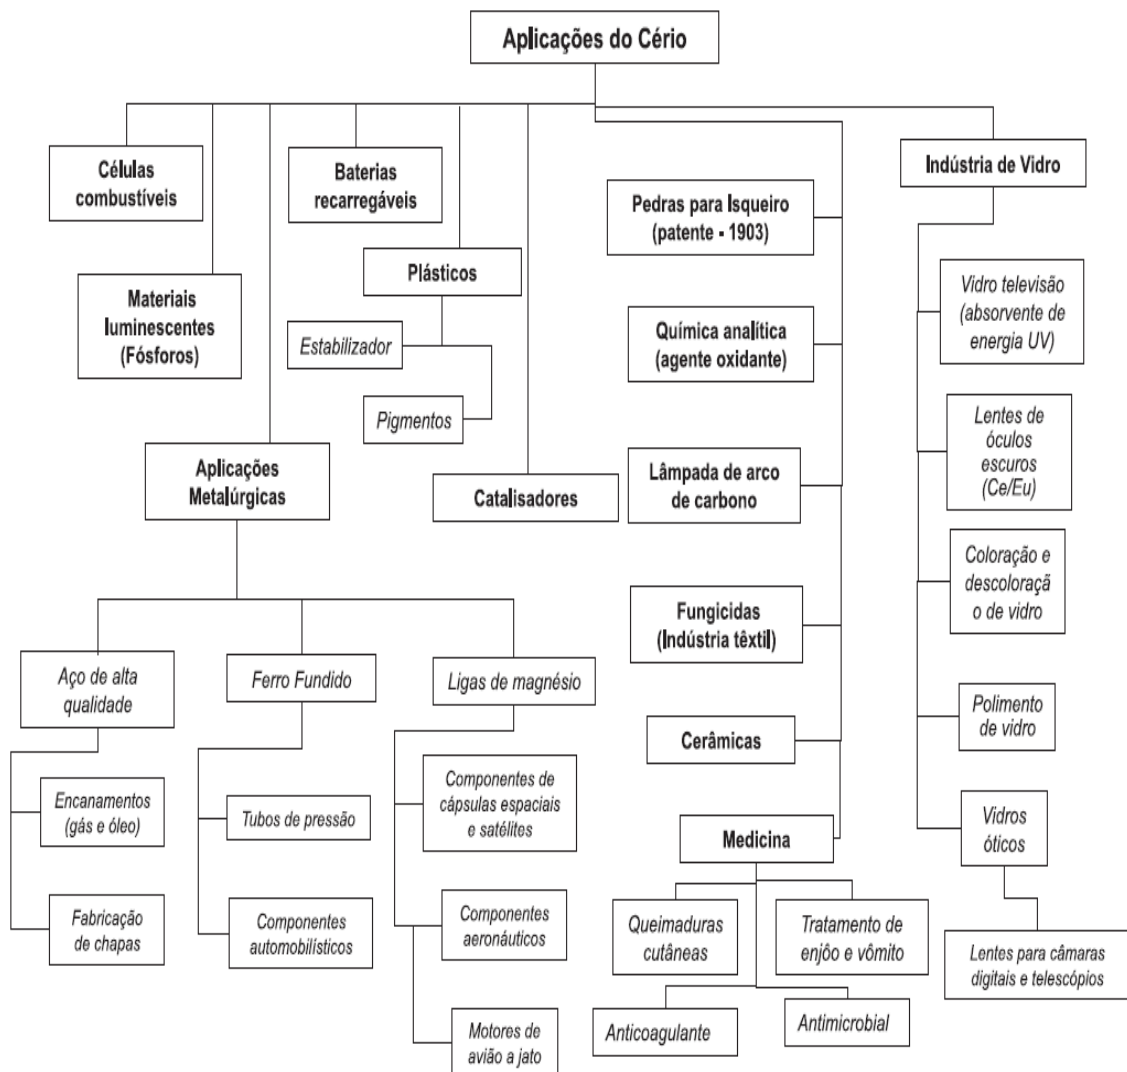 Aplicações do Cério
Células
combustíveis
Baterias
recarregáveis
Indústria de Vidro
Pedras para Isqueiro
(patente - 1903)
Plásticos
Materiais
luminescentes
(Fósforos)
Estabilizador
Pigmentos
Química analítica
(agente oxidante)
Vidro televisão
(absorvente de
energia UV)
Lentes de
óculos
escuros
(Ce/Eu)
Aplicações
Metalúrgicas
Catalisadores
Lâmpada de arco
de carbono
Coloração e
descoloraçã
o de vidro
Fungicidas
(Indústria têxtil)
Aço de alta
qualidade
Ferro Fundido
Ligas de magnésio
Polimento
de vidro
Cerâmicas
Encanamentos
(gás e óleo)
Tubos de pressão
Componentes de
cápsulas espaciais
e satélites
Medicina
Vidros
óticos
Fabricação
de chapas
Componentes
automobilísticos
Componentes
aeronáuticos
Queimaduras
cutâneas
Tratamento de
enjôo e vômito
Lentes para câmaras
digitais e telescópios
Motores de
avião a jato
Anticoagulante
Antimicrobial